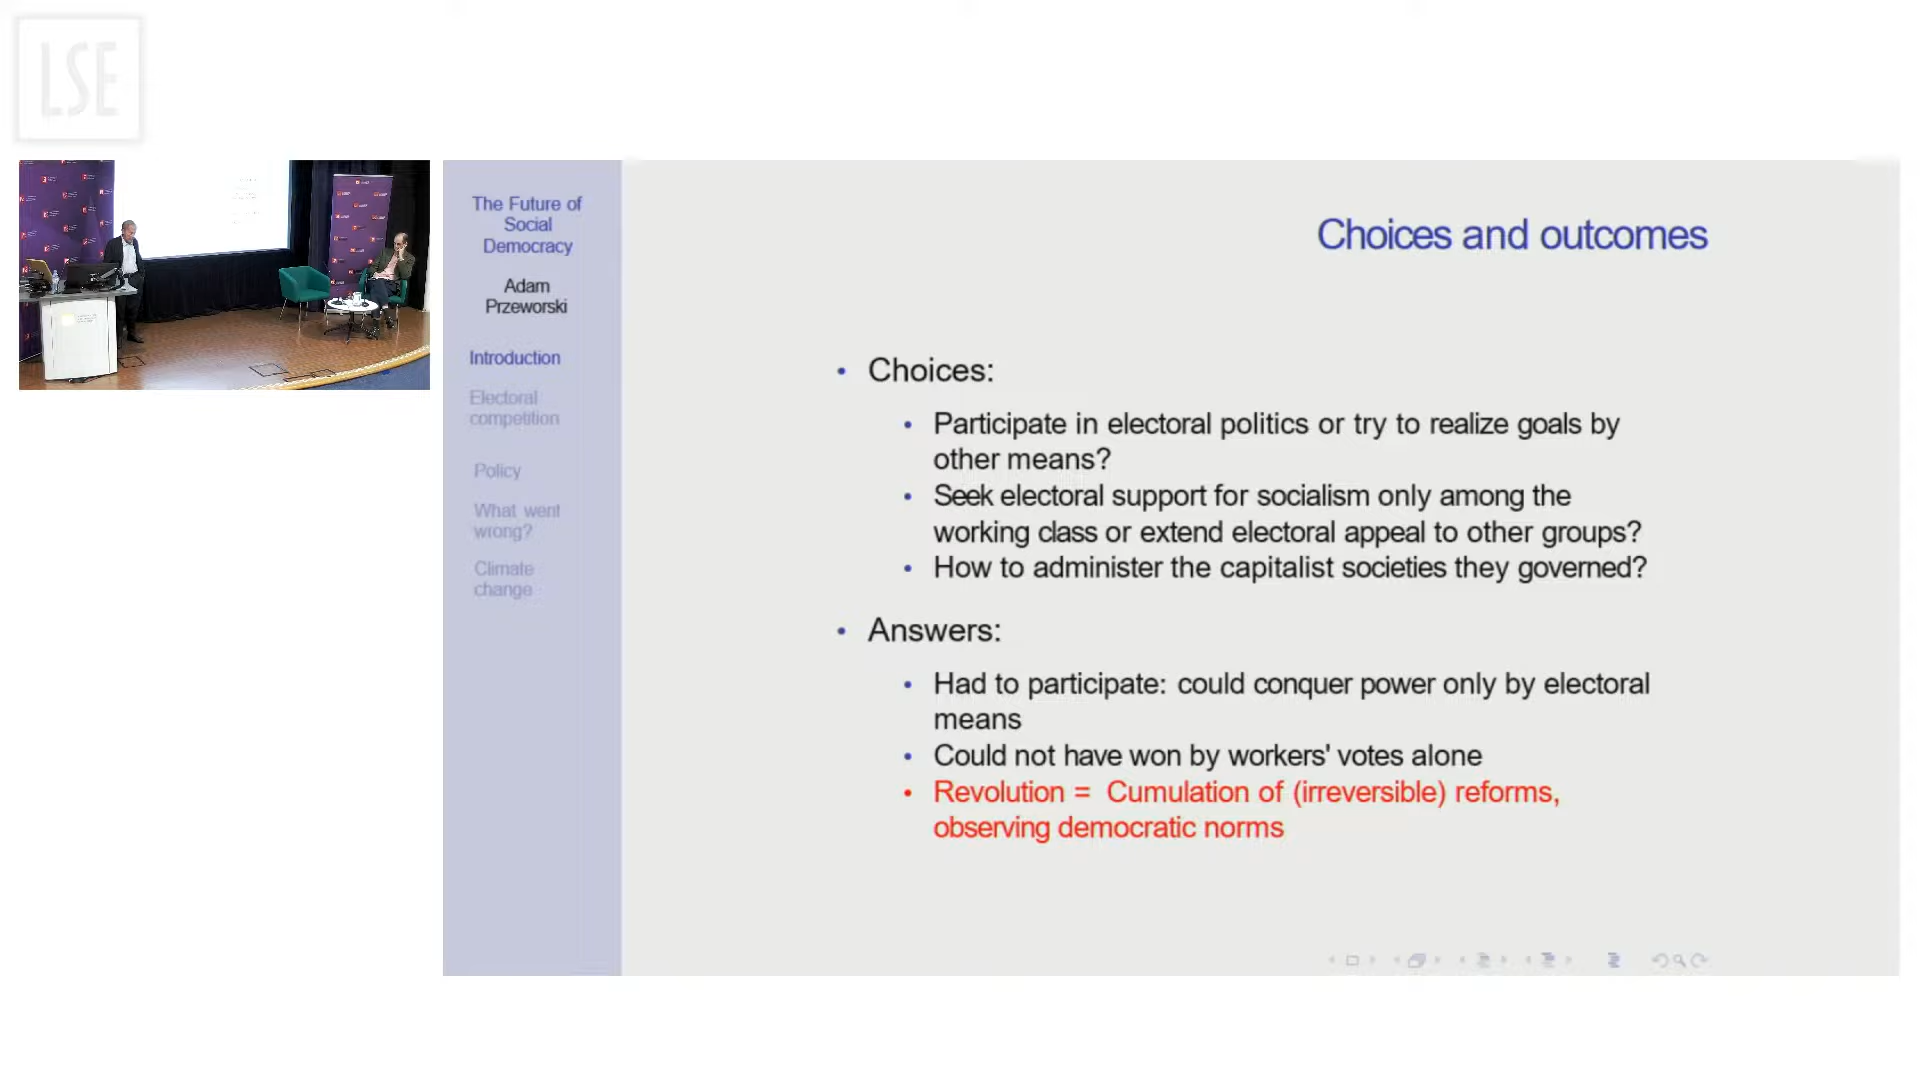 LSE
The Future of
Social
Democracy
Adam
Przeworski
Introduction
Electoral
competition
Policy
What went
wrong?
Climate
change
Choices and outcomes
Choices:
Participate in electoral politics or try to realize goals by
other means?
Seek electoral support for socialism only among the
working class or extend electoral appeal to other groups?
How to administer the capitalist societies they governed?
Answers:
Had to participate: could conquer power only by electoral
means
Could not have won by workers' votes alone
Revolution = Cumulation of (irreversible) reforms,
observing democratic norms